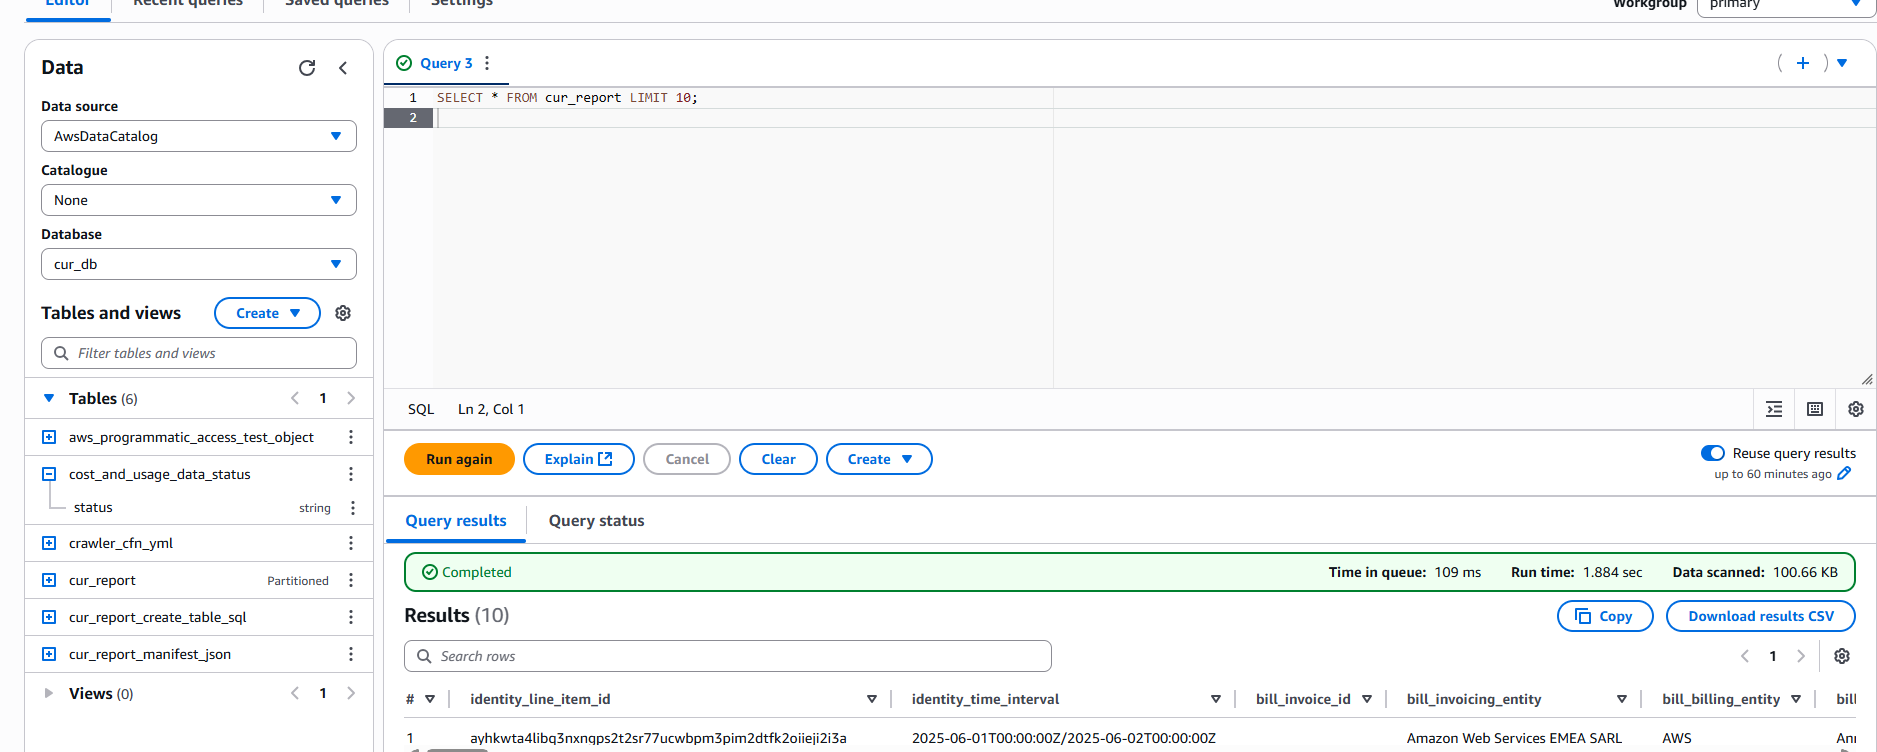 Editor Recent queries Saved queries Settings
Workgroup primary
Data
Data source
AwsDataCatalog
Catalogue
None
Database
cur_db
Tables and views Create
Filter tables and views
Tables (6) 1
aws_programmatic_access_test_object
cost_and_usage_data_status
status string
crawler_cfn_yml
cur_report Partitioned
cur_report_create_table_sql
cur_report_manifest_json
Views (0) 1
Query 3
1 SELECT * FROM cur_report LIMIT 10;
2
SQL Ln 2, Col 1
Run again Explain Cancel Clear Create
Reuse query results
up to 60 minutes ago
Query results Query status
Completed Time in queue: 109 ms Run time: 1.884 sec Data scanned: 100.66 KB
Results (10) Copy Download results CSV
Search rows 1
# identity_line_item_id identity_time_interval bill_invoice_id bill_invoicing_entity bill_billing_entity bill
1 ayhkwta4libq3nxngps2t2sr77ucwbpm3pim2dtfk2oiieji2i3a 2025-06-01T00:00:00Z/2025-06-02T00:00:00Z Amazon Web Services EMEA SARL AWS